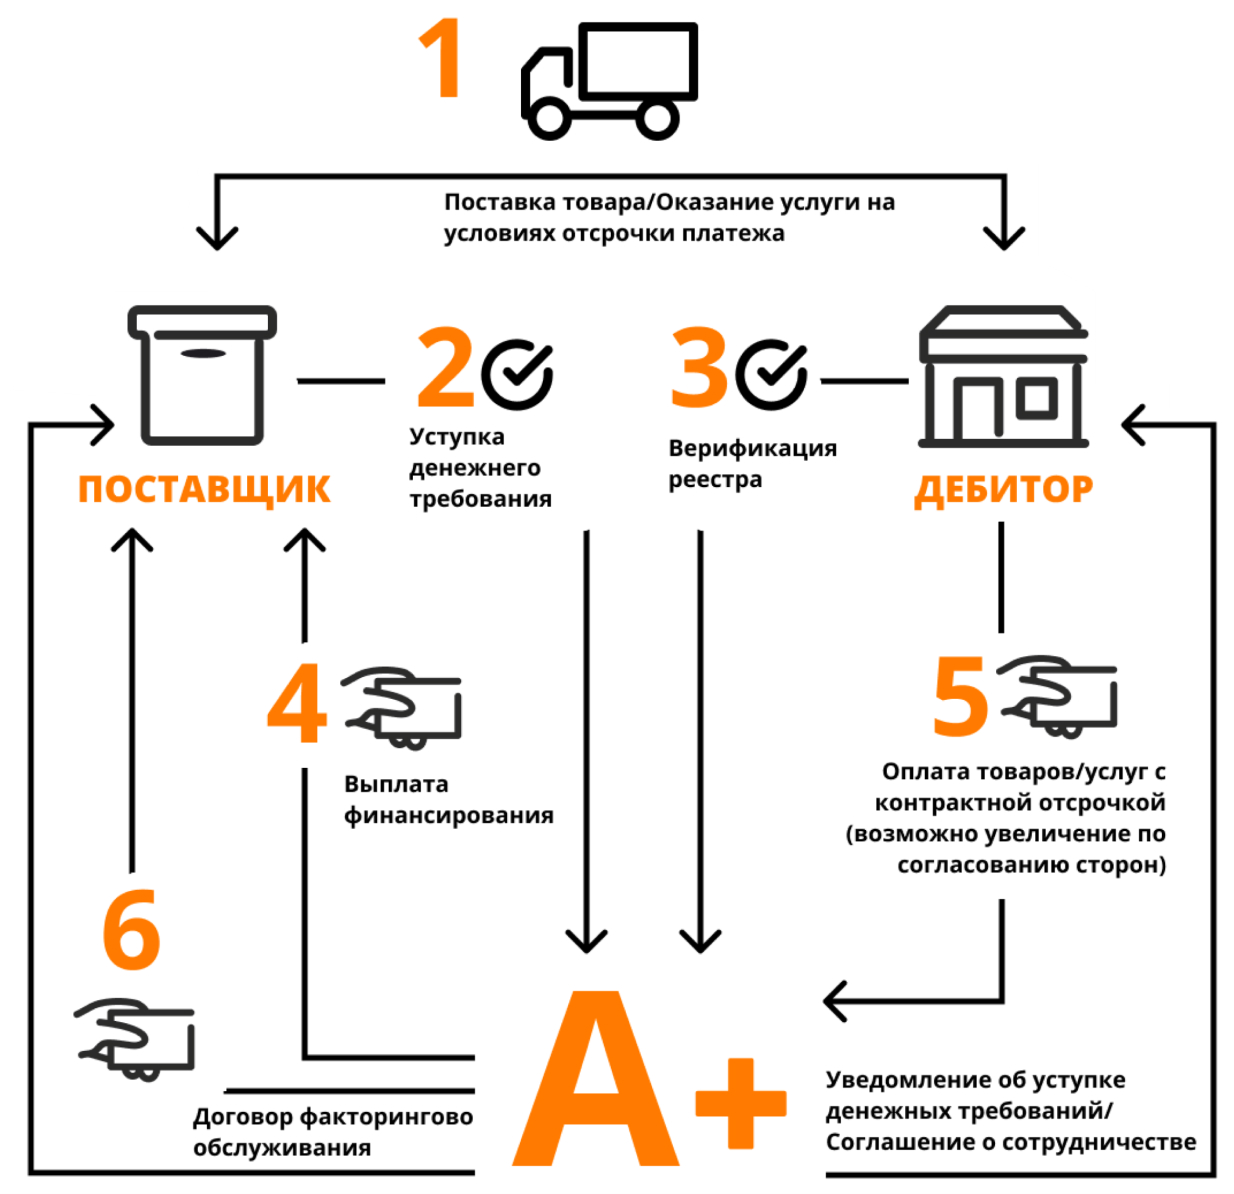 1
Поставка товара/Оказание услуги на
условиях отсрочки платежа
2
Уступка
денежнего
требования
3
Верификация
реестра
ПОСТАВЩИК
ДЕБИТОР
4
Выплата
финансирования
5
Оплата товаров/услуг с
контрактной отсрочкой
(возможно увеличение по
согласованию сторон)
6
A+
Договор факторингово
обслуживания
Уведомление об уступке
денежных требований/
Соглашение о сотрудничестве